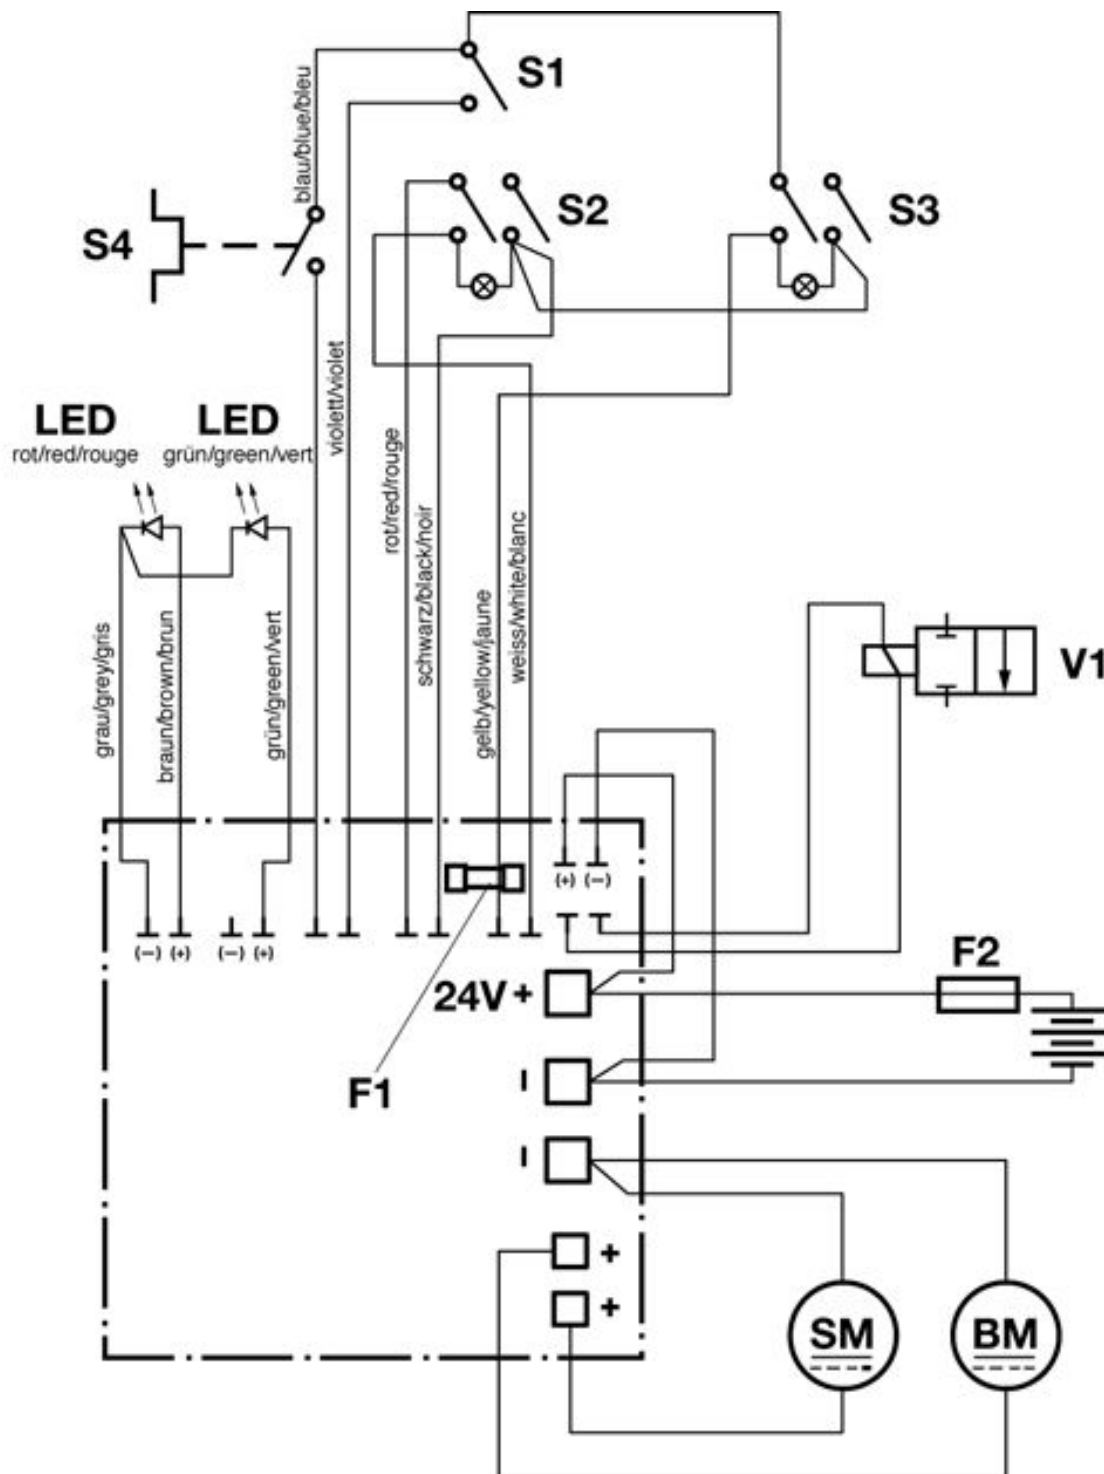 S1
blau/blue/bleu
S2
S3
S4
violett/violet
LED
LED
rot/red/rouge
grün/green/vert
rot/red/rouge
schwarz/black/noir
weiss/white/blanc
gelb/yellow/jaune
grau/grey/gris
braun/brown/brun
grün/green/vert
V1
(+) (–)
(–) (+)
(–) (+)
F2
24V +
–
F1
–
+
+
SM
BM